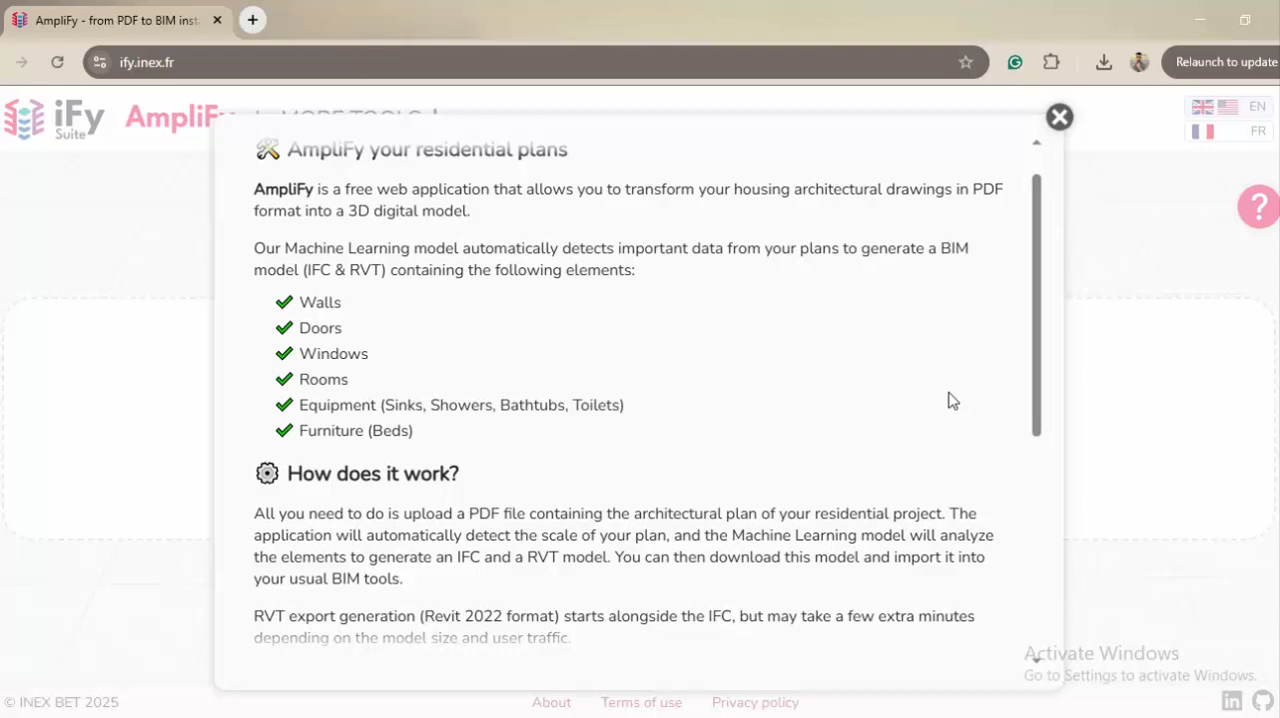 AmpliFy - from PDF to BIM inst
ify.inex.fr
Relaunch to update
iFy
Suite
AmpliFy
MORE TOOLS
EN
FR
AmpliFy your residential plans
AmpliFy is a free web application that allows you to transform your housing architectural drawings in PDF
format into a 3D digital model.
Our Machine Learning model automatically detects important data from your plans to generate a BIM
model (IFC & RVT) containing the following elements:
Walls
Doors
Windows
Rooms
Equipment (Sinks, Showers, Bathtubs, Toilets)
Furniture (Beds)
How does it work?
All you need to do is upload a PDF file containing the architectural plan of your residential project. The
application will automatically detect the scale of your plan, and the Machine Learning model will analyze
the elements to generate an IFC and a RVT model. You can then download this model and import it into
your usual BIM tools.
RVT export generation (Revit 2022 format) starts alongside the IFC, but may take a few extra minutes
depending on the model size and user traffic.
Activate Windows
Go to Settings to activate Windows.
© INEX BET 2025
About
Terms of use
Privacy policy